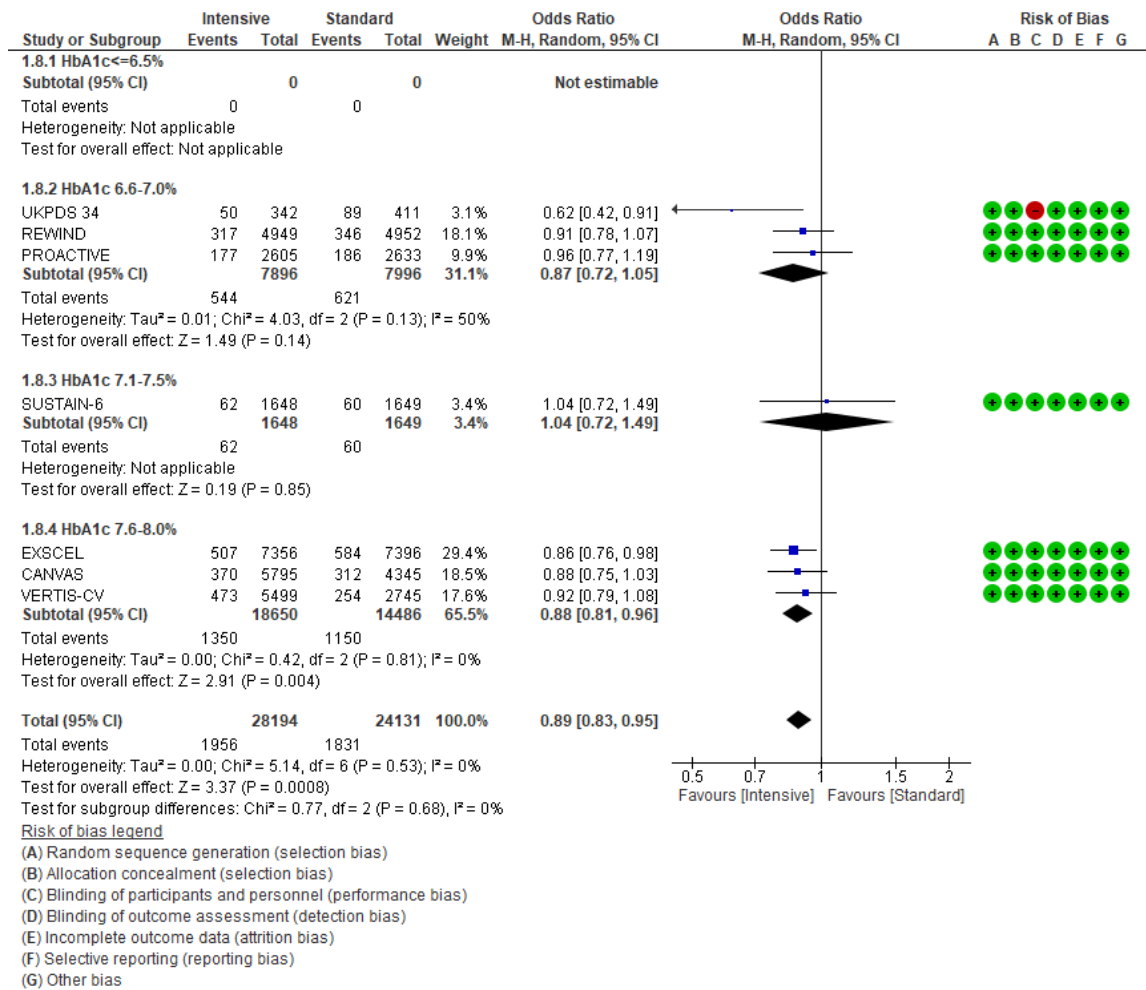 Intensive Standard Odds Ratio Odds Ratio Risk of Bias
Study or Subgroup Events Total Events Total Weight M-H, Random, 95% CI M-H, Random, 95% CI A B C D E F G
1.8.1 HbA1c<=6.5%
Subtotal (95% CI) 0 0 Not estimable
Total events 0 0
Heterogeneity: Not applicable
Test for overall effect: Not applicable
1.8.2 HbA1c 6.6-7.0%
UKPDS 34 50 342 89 411 3.1% 0.62 [0.42, 0.91] + + - + + + +
REWIND 317 4949 346 4952 18.1% 0.91 [0.78, 1.07] + + + + + + +
PROACTIVE 177 2605 186 2633 9.9% 0.96 [0.77, 1.19] + + + + + + +
Subtotal (95% CI) 7896 7996 31.1% 0.87 [0.72, 1.05]
Total events 544 621
Heterogeneity: Tau² = 0.01; Chi² = 4.03, df = 2 (P = 0.13); I² = 50%
Test for overall effect: Z = 1.49 (P = 0.14)
1.8.3 HbA1c 7.1-7.5%
SUSTAIN-6 62 1648 60 1649 3.4% 1.04 [0.72, 1.49] + + + + + + +
Subtotal (95% CI) 1648 1649 3.4% 1.04 [0.72, 1.49]
Total events 62 60
Heterogeneity: Not applicable
Test for overall effect: Z = 0.19 (P = 0.85)
1.8.4 HbA1c 7.6-8.0%
EXSCEL 507 7356 584 7396 29.4% 0.86 [0.76, 0.98] + + + + + + +
CANVAS 370 5795 312 4345 18.5% 0.88 [0.75, 1.03] + + + + + + +
VERTIS-CV 473 5499 254 2745 17.6% 0.92 [0.79, 1.08] + + + + + + +
Subtotal (95% CI) 18650 14486 65.5% 0.88 [0.81, 0.96]
Total events 1350 1150
Heterogeneity: Tau² = 0.00; Chi² = 0.42, df = 2 (P = 0.81); I² = 0%
Test for overall effect: Z = 2.91 (P = 0.004)
Total (95% CI) 28194 24131 100.0% 0.89 [0.83, 0.95]
Total events 1956 1831
Heterogeneity: Tau² = 0.00; Chi² = 5.14, df = 6 (P = 0.53); I² = 0%
Test for overall effect: Z = 3.37 (P = 0.0008)
Test for subgroup differences: Chi² = 0.77, df = 2 (P = 0.68), I² = 0%
0.5 0.7 1 1.5 2
Favours [Intensive] Favours [Standard]
Risk of bias legend
(A) Random sequence generation (selection bias)
(B) Allocation concealment (selection bias)
(C) Blinding of participants and personnel (performance bias)
(D) Blinding of outcome assessment (detection bias)
(E) Incomplete outcome data (attrition bias)
(F) Selective reporting (reporting bias)
(G) Other bias